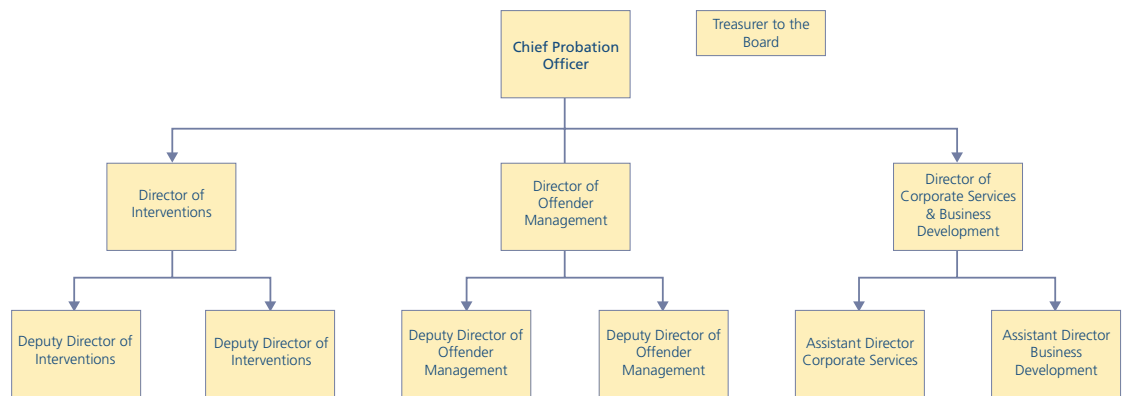 Chief Probation
Officer
Treasurer to the
Board
Director of
Interventions
Director of
Offender
Management
Director of
Corporate Services
& Business
Development
Deputy Director of
Interventions
Deputy Director of
Interventions
Deputy Director of
Offender
Management
Deputy Director of
Offender
Management
Assistant Director
Corporate Services
Assistant Director
Business
Development